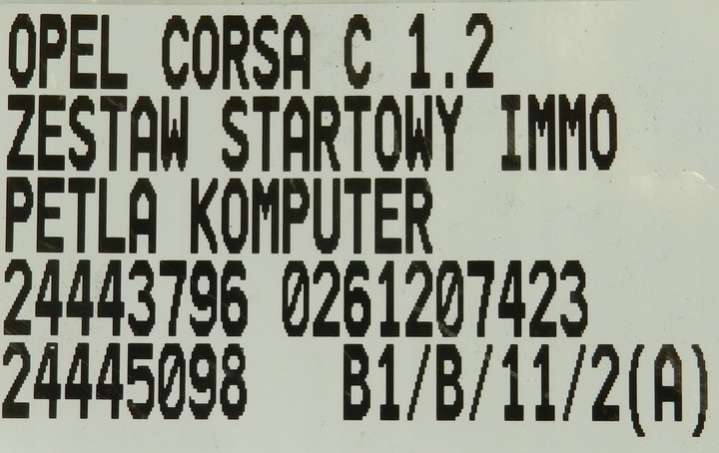 OPEL CORSA C 1.2
ZESTAW STARTOWY IMMO
PETLA KOMPUTER
24443796 0261207423
24445098 B1/B/11/2(A)